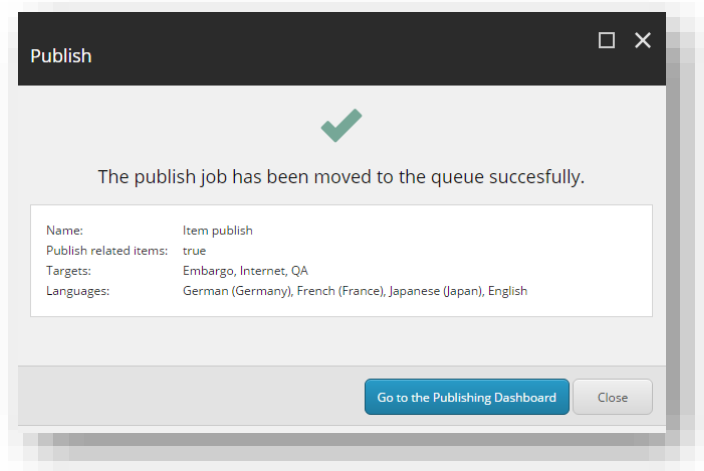 Publish
The publish job has been moved to the queue succesfully.
Name: Item publish
Publish related items: true
Targets: Embargo, Internet, QA
Languages: German (Germany), French (France), Japanese (Japan), English
Go to the Publishing Dashboard Close